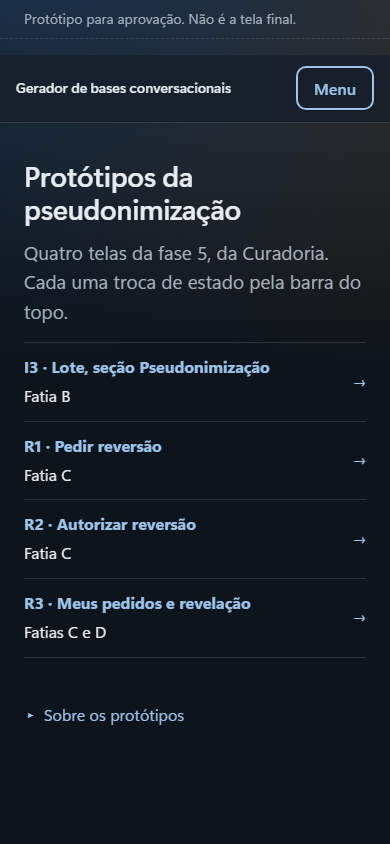 Protótipo para aprovação. Não é a tela final.
Gerador de bases conversacionais
Menu
Protótipos da
pseudonimização
Quatro telas da fase 5, da Curadoria.
Cada uma troca de estado pela barra do
topo.
I3 · Lote, seção Pseudonimização
Fatia B
→
R1 · Pedir reversão
Fatia C
→
R2 · Autorizar reversão
Fatia C
→
R3 · Meus pedidos e revelação
Fatias C e D
→
▸ Sobre os protótipos